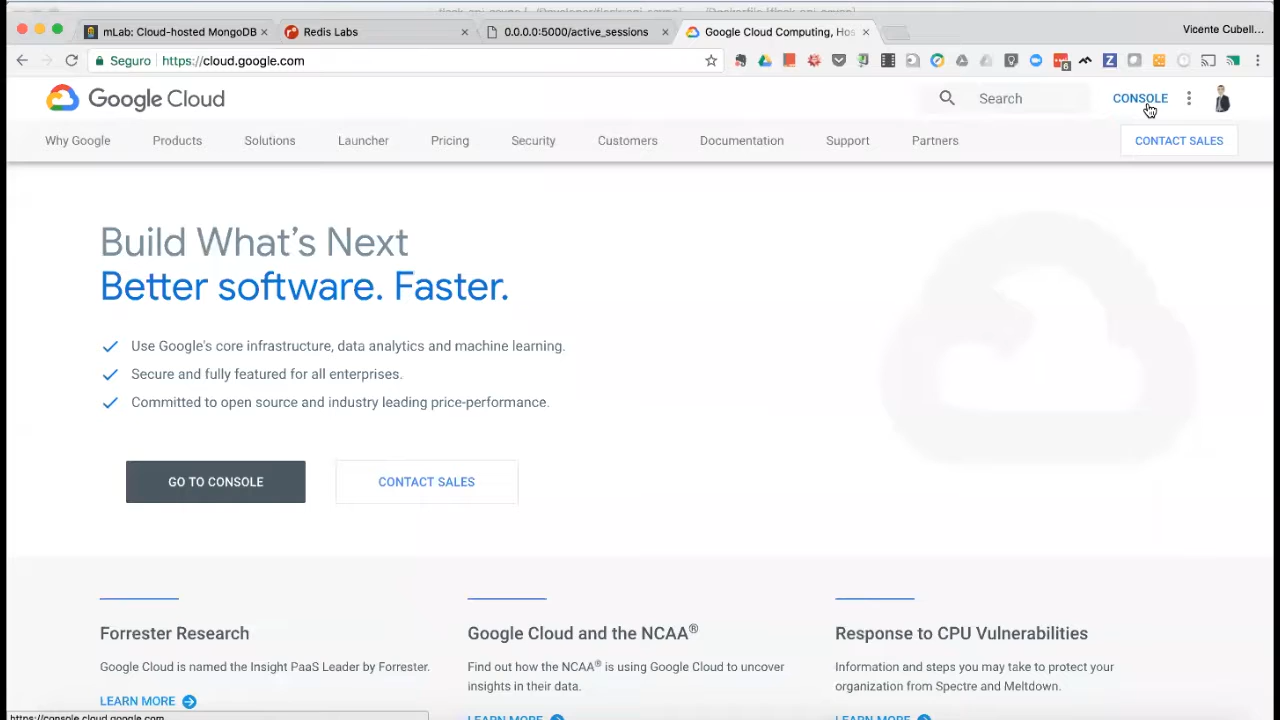 mLab: Cloud-hosted MongoDB
Redis Labs
0.0.0.0:5000/active_sessions
Google Cloud Computing, Hos
Vicente Cubell...
Seguro
https://cloud.google.com
6
Google Cloud
Search
CONSOLE
Why Google
Products
Solutions
Launcher
Pricing
Security
Customers
Documentation
Support
Partners
CONTACT SALES
Build What's Next
Better software. Faster.
Use Google's core infrastructure, data analytics and machine learning.
Secure and fully featured for all enterprises.
Committed to open source and industry leading price-performance.
GO TO CONSOLE
CONTACT SALES
Forrester Research
Google Cloud is named the Insight PaaS Leader by Forrester.
LEARN MORE
Google Cloud and the NCAA®
Find out how the NCAA® is using Google Cloud to uncover
insights in their data.
LEARN MORE
Response to CPU Vulnerabilities
Information and steps you may take to protect your
organization from Spectre and Meltdown.
LEARN MORE
https://console.cloud.google.com